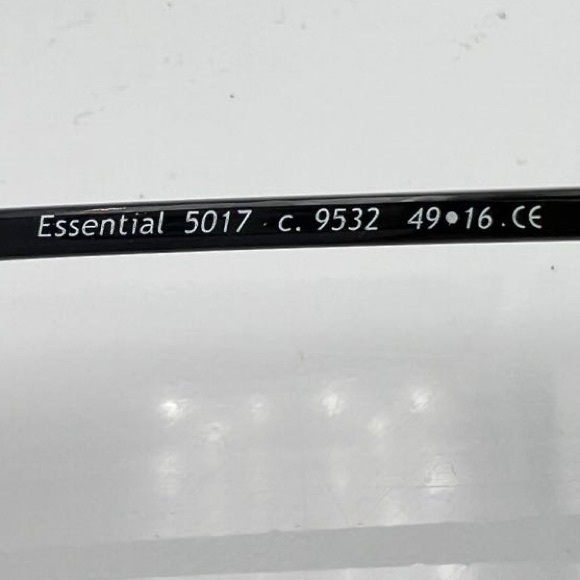 Essential 5017 · c. 9532 49•16 . CE